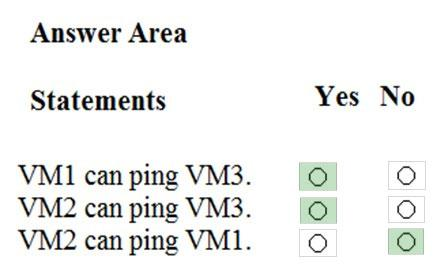 Answer Area
Statements Yes No
VM1 can ping VM3.
VM2 can ping VM3.
VM2 can ping VM1.